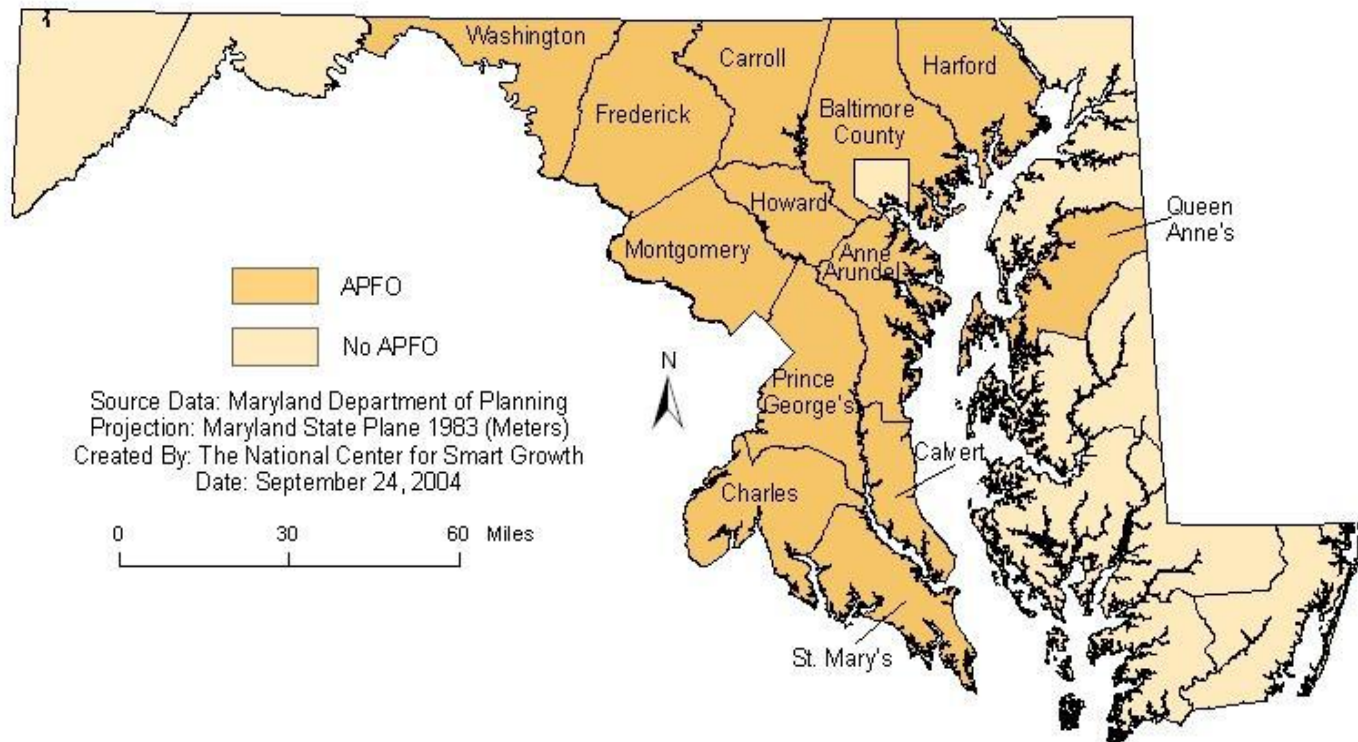 Washington
Carroll
Harford
Frederick
Baltimore
County
Howard
Queen
Anne's
Montgomery
Anne
Arundel
APFO
No APFO
N
Source Data: Maryland Department of Planning
Projection: Maryland State Plane 1983 (Meters)
Created By: The National Center for Smart Growth
Date: September 24, 2004
Prince
George's
Calvert
Charles
0 30 60 Miles
St. Mary's